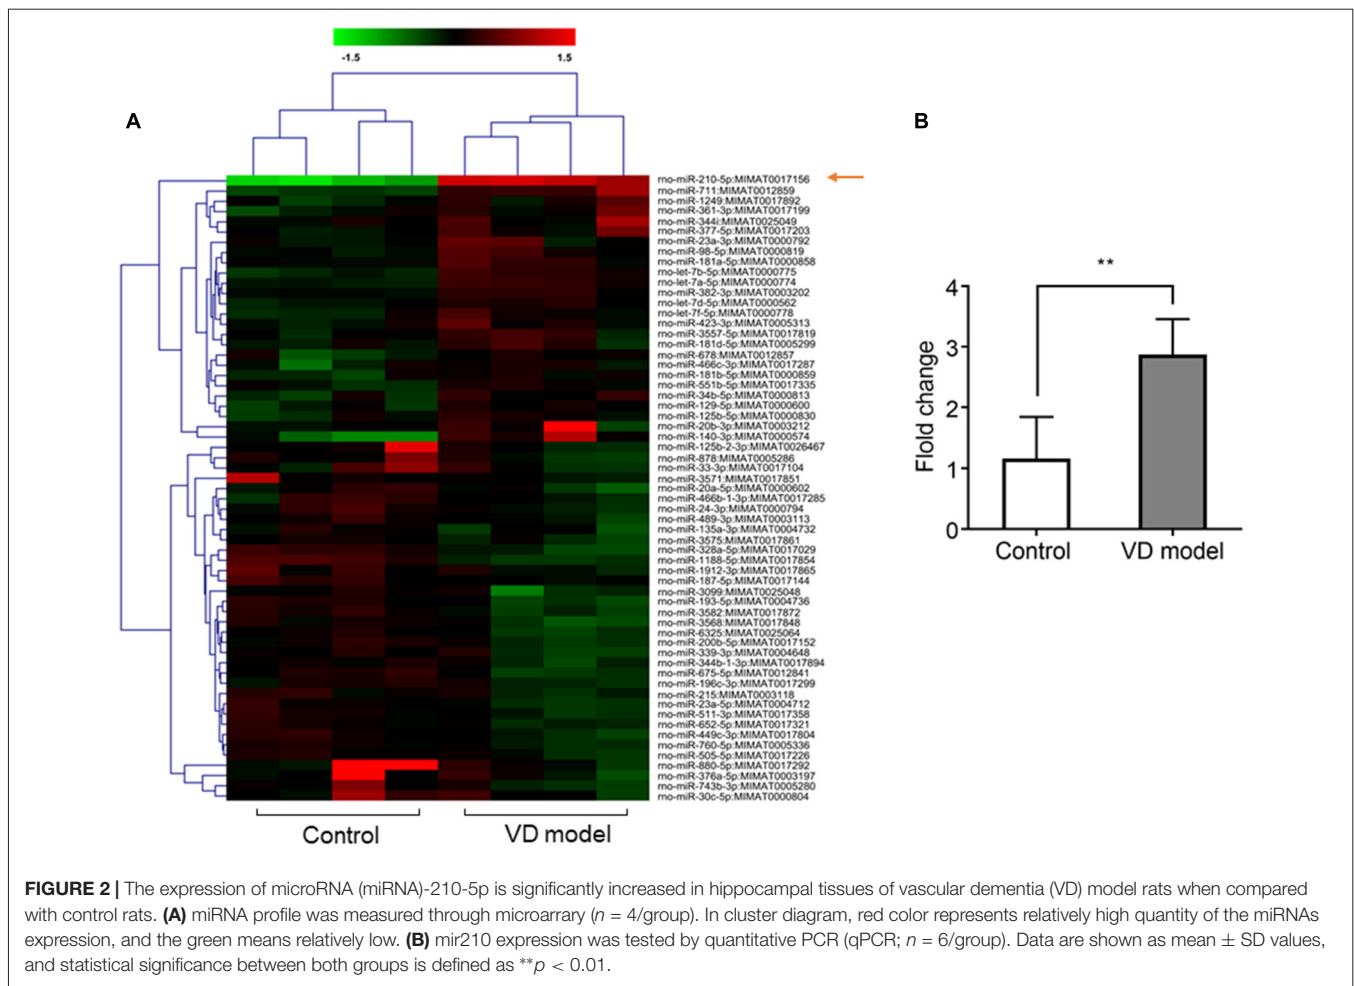 -1.5 1.5
A
B
rno-miR-210-5p:MIMAT0017156
rno-miR-711:MIMAT0012859
rno-miR-1249:MIMAT0017892
rno-miR-361-3p:MIMAT0017199
rno-miR-344i:MIMAT0025049
rno-miR-377-5p:MIMAT0017203
rno-miR-23a-3p:MIMAT0000792
rno-miR-98-5p:MIMAT0000819
rno-miR-181a-5p:MIMAT0000858
rno-let-7b-5p:MIMAT0000775
rno-let-7a-5p:MIMAT0000774
rno-miR-382-3p:MIMAT0003202
rno-let-7d-5p:MIMAT0000562
rno-let-7f-5p:MIMAT0000778
rno-miR-423-3p:MIMAT0005313
rno-miR-3557-5p:MIMAT0017819
rno-miR-181d-5p:MIMAT0005299
rno-miR-678:MIMAT0012857
rno-miR-466c-3p:MIMAT0017287
rno-miR-181b-5p:MIMAT0000859
rno-miR-551b-5p:MIMAT0017335
rno-miR-34b-5p:MIMAT0000813
rno-miR-129-5p:MIMAT0000600
rno-miR-125b-5p:MIMAT0000830
rno-miR-20b-3p:MIMAT0003212
rno-miR-140-3p:MIMAT0000574
rno-miR-125b-2-3p:MIMAT0026467
rno-miR-878:MIMAT0005286
rno-miR-33-3p:MIMAT0017104
rno-miR-3571:MIMAT0017851
rno-miR-20a-5p:MIMAT0000602
rno-miR-466b-1-3p:MIMAT0017285
rno-miR-24-3p:MIMAT0000794
rno-miR-489-3p:MIMAT0003113
rno-miR-135a-3p:MIMAT0004732
rno-miR-3575:MIMAT0017861
rno-miR-328a-5p:MIMAT0017029
rno-miR-1188-5p:MIMAT0017854
rno-miR-1912-3p:MIMAT0017865
rno-miR-187-5p:MIMAT0017144
rno-miR-3099:MIMAT0025048
rno-miR-193-5p:MIMAT0004736
rno-miR-3582:MIMAT0017872
rno-miR-3568:MIMAT0017848
rno-miR-6325:MIMAT0025064
rno-miR-200b-5p:MIMAT0017152
rno-miR-339-3p:MIMAT0004648
rno-miR-344b-1-3p:MIMAT0017894
rno-miR-675-5p:MIMAT0012841
rno-miR-196c-3p:MIMAT0017299
rno-miR-215:MIMAT0003118
rno-miR-23a-5p:MIMAT0004712
rno-miR-511-3p:MIMAT0017358
rno-miR-652-5p:MIMAT0017321
rno-miR-449c-3p:MIMAT0017804
rno-miR-760-5p:MIMAT0005336
rno-miR-505-5p:MIMAT0017226
rno-miR-880-5p:MIMAT0017292
rno-miR-376a-5p:MIMAT0003197
rno-miR-743b-3p:MIMAT0005280
rno-miR-30c-5p:MIMAT0000804
Control VD model
**
Flold change
4
3
2
1
0
Control VD model
FIGURE 2 | The expression of microRNA (miRNA)-210-5p is significantly increased in hippocampal tissues of vascular dementia (VD) model rats when compared
with control rats. (A) miRNA profile was measured through microarrary (n = 4/group). In cluster diagram, red color represents relatively high quantity of the miRNAs
expression, and the green means relatively low. (B) mir210 expression was tested by quantitative PCR (qPCR; n = 6/group). Data are shown as mean ± SD values,
and statistical significance between both groups is defined as **p < 0.01.